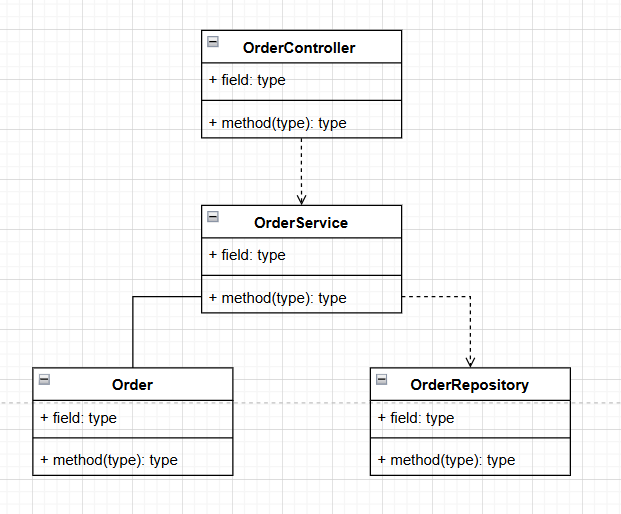 OrderController
+ field: type
+ method(type): type
OrderService
+ field: type
+ method(type): type
Order
+ field: type
+ method(type): type
OrderRepository
+ field: type
+ method(type): type